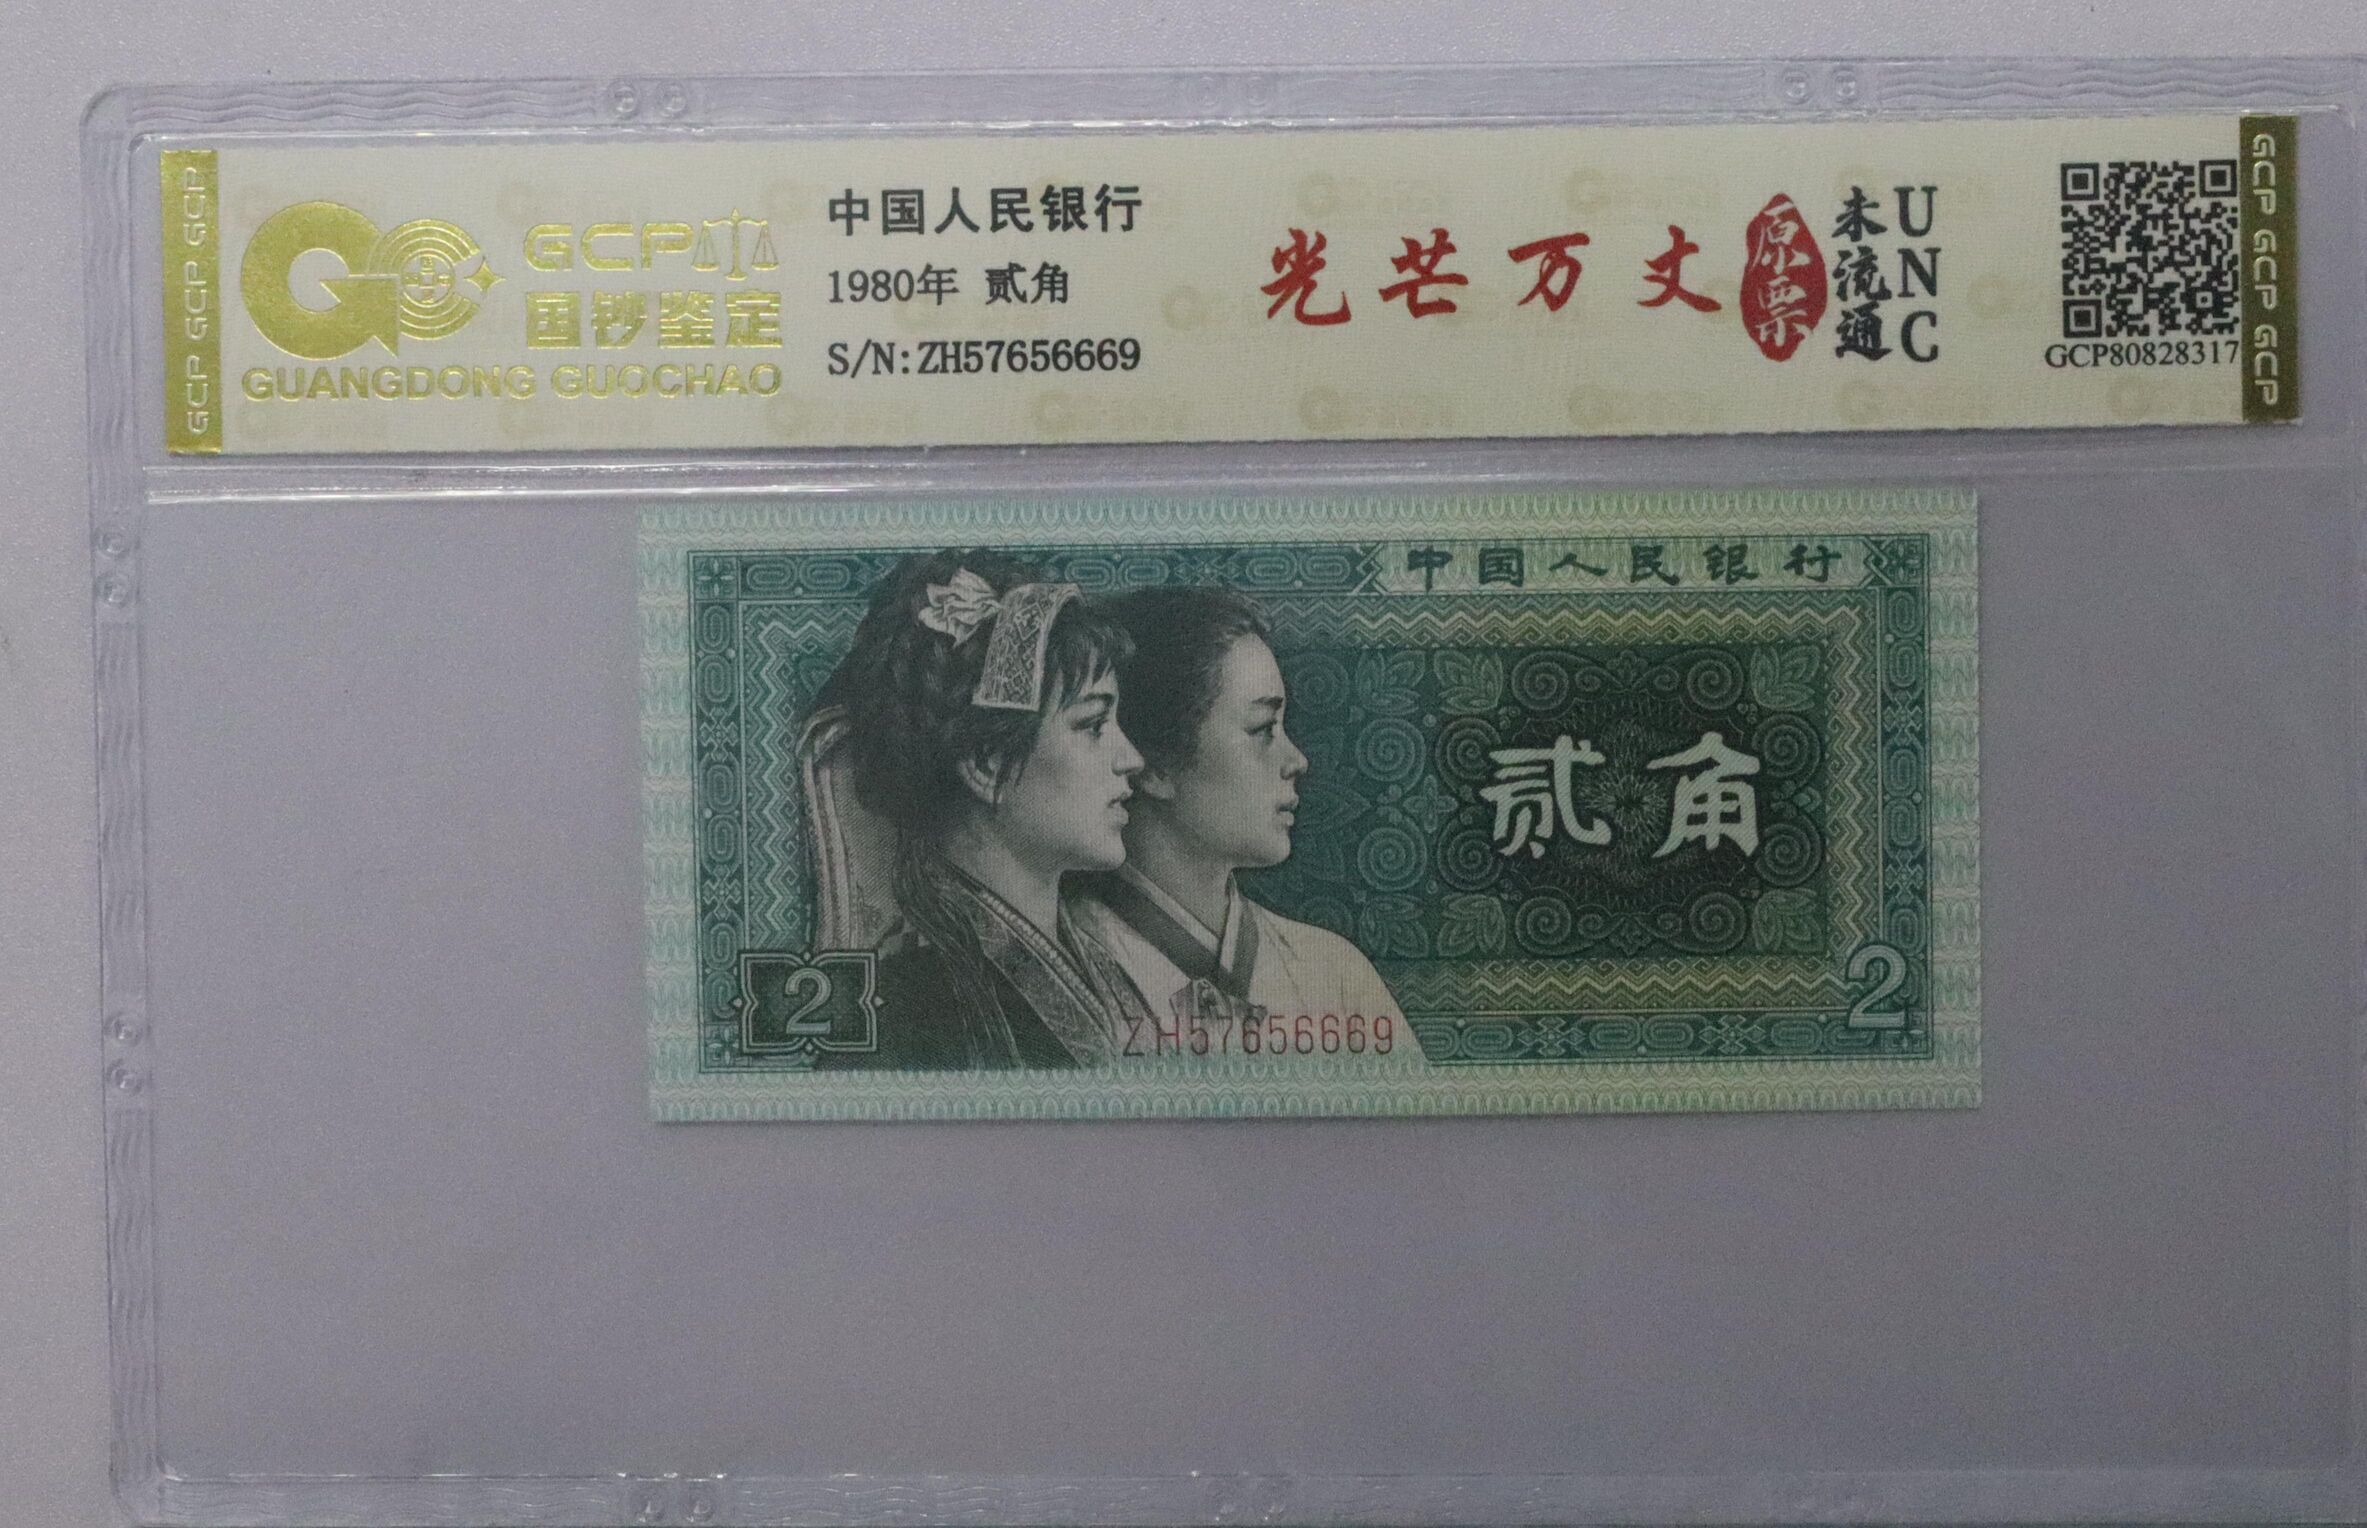 GCP GCP GCP
GCP
国钞鉴定
GUANGDONG GUOCHAO
中国人民银行
1980年 贰角
S/N:ZH57656669
光芒万丈
原票
未流通
UNC
GCP80828317
GCP GCP GCP
中国人民银行
贰角
2
2
ZH57656669